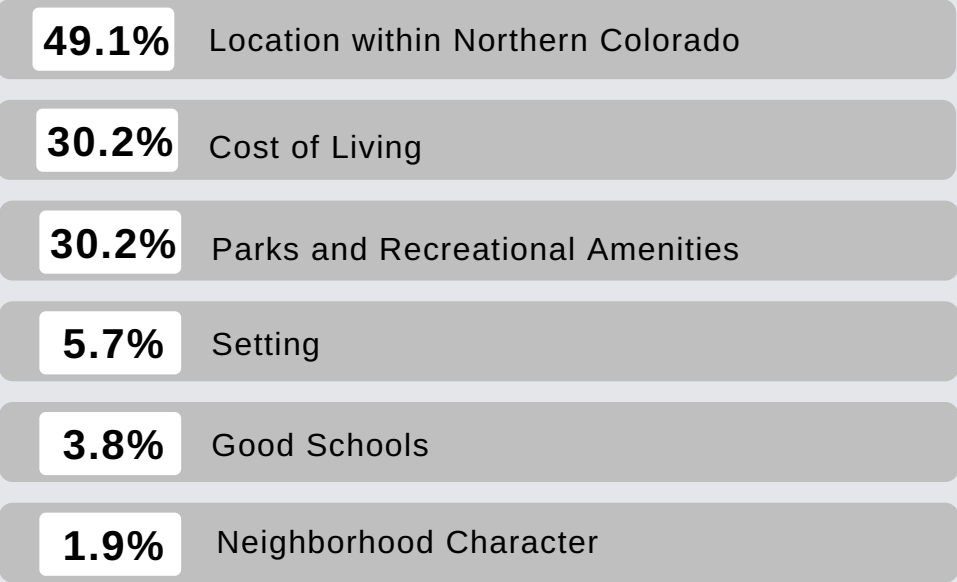 49.1% Location within Northern Colorado
30.2% Cost of Living
30.2% Parks and Recreational Amenities
5.7% Setting
3.8% Good Schools
1.9% Neighborhood Character